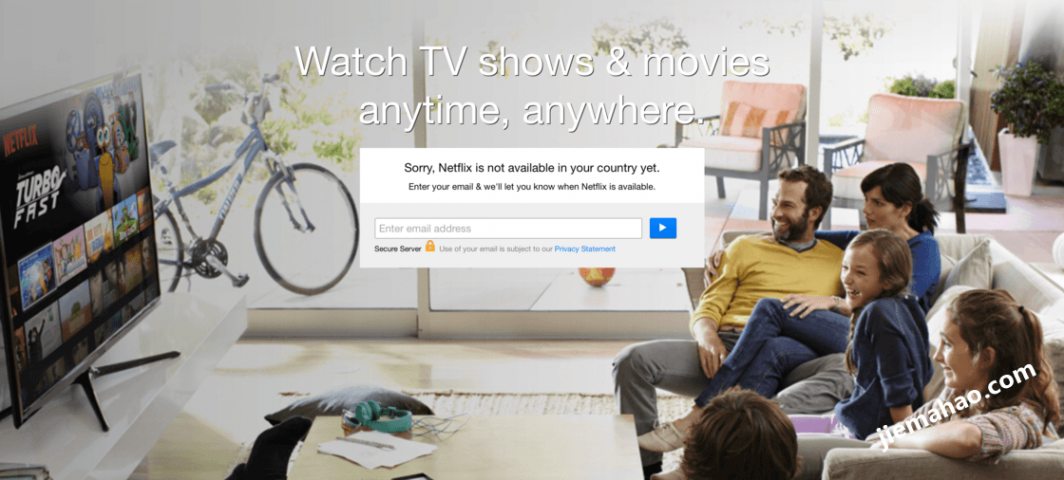 Watch TV shows & movies
anytime, anywhere.
Sorry, Netflix is not available in your country yet.
Enter your email & we'll let you know when Netflix is available.
Enter email address
Secure Server Use of your email is subject to our Privacy Statement
NETFLIX
TURBO
FAST
jiemahao.com